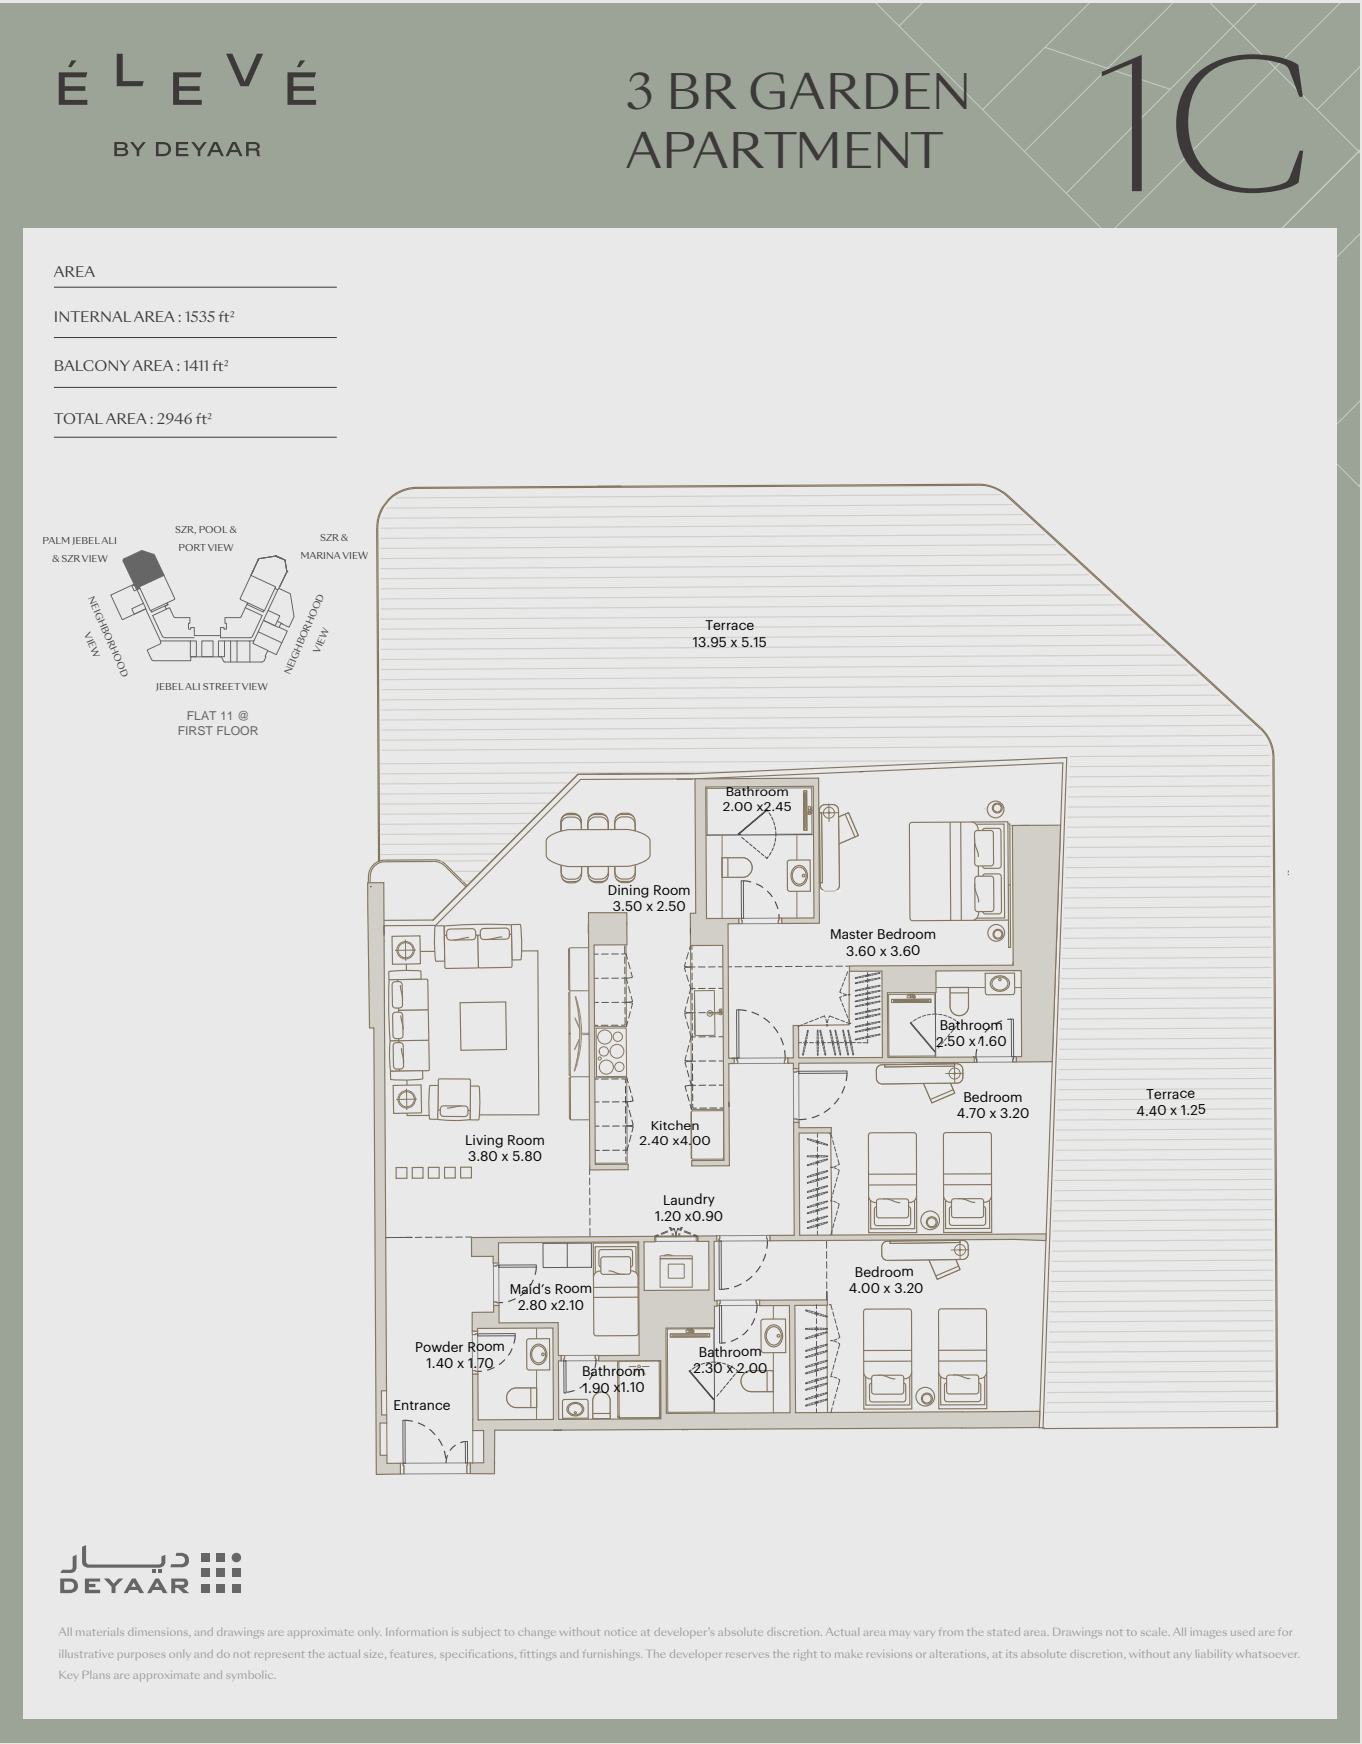 ÉLEVÉ
BY DEYAAR
3 BR GARDEN
APARTMENT
1C
AREA
INTERNAL AREA : 1535 ft²
BALCONY AREA : 1411 ft²
TOTAL AREA : 2946 ft²
PALM JEBEL ALI
& SZR VIEW
SZR, POOL &
PORT VIEW
SZR &
MARINA VIEW
NEIGHBORHOOD
VIEW
NEIGHBORHOOD
VIEW
JEBEL ALI STREET VIEW
FLAT 11 @
FIRST FLOOR
Terrace
13.95 x 5.15
Bathroom
2.00 x2.45
Dining Room
3.50 x 2.50
Master Bedroom
3.60 x 3.60
Bathroom
2.50 x1.60
Bedroom
4.70 x 3.20
Terrace
4.40 x 1.25
Kitchen
2.40 x4.00
Living Room
3.80 x 5.80
Laundry
1.20 x0.90
Bedroom
4.00 x 3.20
Maid's Room
2.80 x2.10
Powder Room
1.40 x 1.70
Bathroom
2.30 x 2.00
Bathroom
1.90 x1.10
Entrance
ديار
DEYAAR
All materials dimensions, and drawings are approximate only. Information is subject to change without notice at developer's absolute discretion. Actual area may vary from the stated area. Drawings not to scale. All images used are for
illustrative purposes only and do not represent the actual size, features, specifications, fittings and furnishings. The developer reserves the right to make revisions or alterations, at its absolute discretion, without any liability whatsoever.
Key Plans are approximate and symbolic.